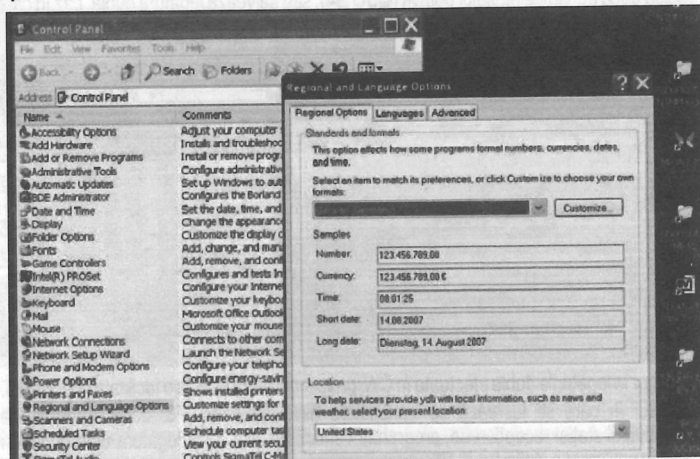 Control Panel
File Edit View Favorites Tools Help
Back Search Folders
Address Control Panel
Name Comments
Accessibility Options Adjust your computer
Add Hardware Installs and troubleshoo
Add or Remove Programs Install or remove progr
Administrative Tools Configure administrativ
Automatic Updates Set up Windows to aut
BDE Administrator Configures the Borland
Date and Time Set the date, time, and
Display Change the appearance
Folder Options Customize the display o
Fonts Add, change, and mana
Game Controllers Add, remove, and conf
Intel(R) PROSet Configures and tests In
Internet Options Configure your Internet
Keyboard Customize your keyboa
Mail Microsoft Office Outlook
Mouse Customize your mouse
Network Connections Connects to other com
Network Setup Wizard Launch the Network Se
Phone and Modem Options Configure your telepho
Power Options Configure energy-savin
Printers and Faxes Shows installed printers
Regional and Language Options Customize settings for t
Scanners and Cameras Add, remove, and conf
Scheduled Tasks Schedule computer tas
Security Center View your current secu
SigmaTel Audio Controls SigmaTel C-Ma
Regional and Language Options
Regional Options Languages Advanced
Standards and formats
This option affects how some programs format numbers, currencies, dates,
and time.
Select an item to match its preferences, or click Customize to choose your own
formats:
Customize...
Samples
Number: 123.456.789,00
Currency: 123.456.789,00 €
Time: 08:01:25
Short date: 14.08.2007
Long date: Dienstag, 14. August 2007
Location
To help services provide you with local information, such as news and
weather, select your present location:
United States